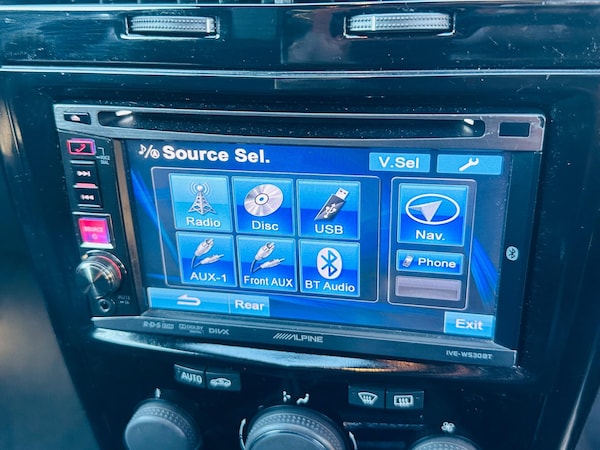 Source Sel.
V.Sel
Radio
Disc
USB
Nav.
AUX-1
Front AUX
BT Audio
Phone
Rear
Exit
SOURCE
R·D·S
DOLBY
DIVX
ALPINE
IVE-W530BT
AUTO